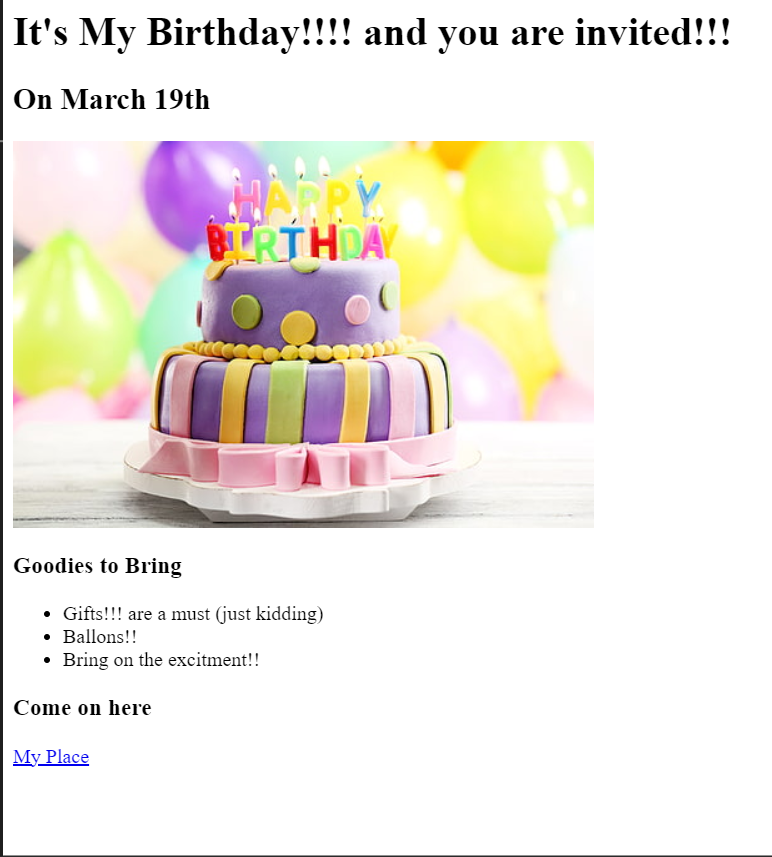 It's My Birthday!!!! and you are invited!!!
On March 19th
HAPPY
BIRTHDAY
Goodies to Bring
Gifts!!! are a must (just kidding)
Ballons!!
Bring on the excitment!!
Come on here
My Place